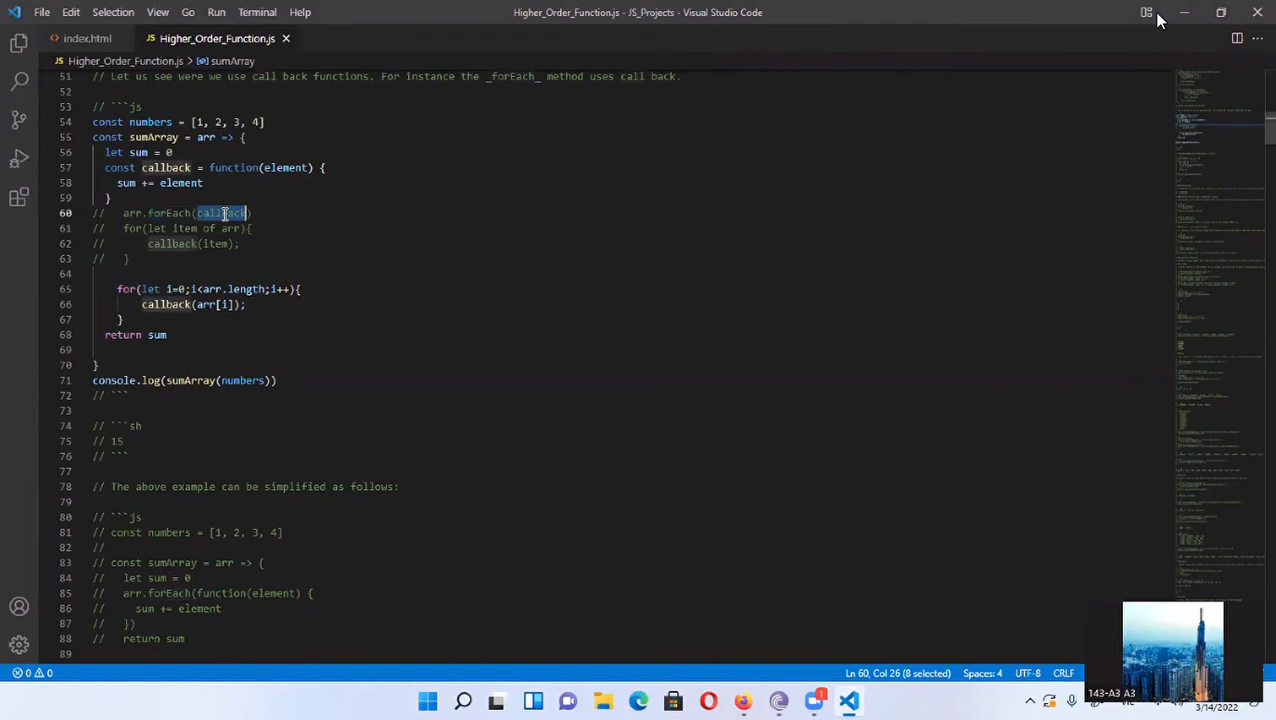 File Edit Selection View Go Run Terminal Help
Higher_Order_Function.js - JS_Projects - Visual Studio Code
index.html
Higher_Order_Function.js
Higher_Order_Function.js > sumArray
51 // Let us see were we use call back functions. For instance the _forEach_ method uses call back.
52
53 // ```js
54 const numbers = [1, 2, 3, 4]
55 const sumArray = arr => {
56 let sum = 0
57 const callback = function(element) {
58 sum += element
59 }
60 // arr.forEach(callback)
61 // for(let item of arr){
62 // callback(item);
63 // }
64
65 for(let i=0;i<arr.length;i++){
66 callback(arr[i]);
67 }
68 return sum
69
70 }
71 console.log(sumArray(numbers))
72 // ```
73
74 // ```sh
75 // 15
76 // ```
77
78 // The above example can be simplified as follows:
79
80 // ```js
81 // const numbers = [1, 2, 3, 4]
82 //
83 // const sumArray = arr => {
84 // let sum = 0
85 // arr.forEach(function(element) {
86 // sum += element
87 // })
88 // return sum
89
0 0
Ln 60, Col 26 (8 selected) Spaces: 4 UTF-8 CRLF
143-A3 A3
1
3/14/2022